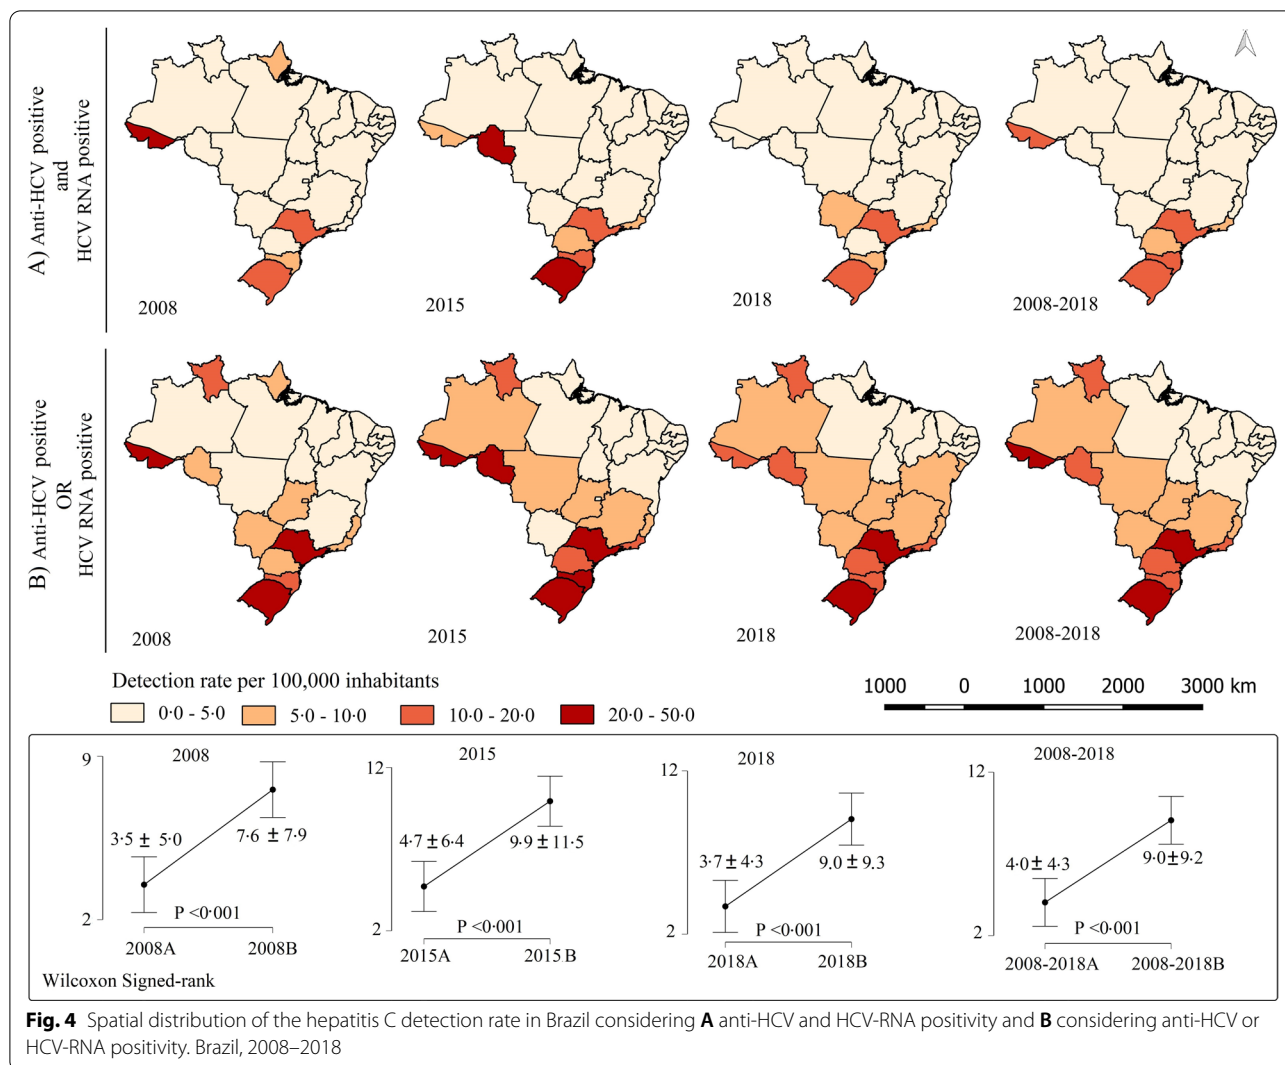 A) Anti-HCV positive
and
HCV RNA positive
2008
2015
2018
2008-2018
B) Anti-HCV positive
OR
HCV RNA positive
2008
2015
2018
2008-2018
Detection rate per 100,000 inhabitants
0·0 - 5·0
5·0 - 10·0
10·0 - 20·0
20·0 - 50·0
1000 0 1000 2000 3000 km
2008
9
3·5 ± 5·0
7·6 ± 7·9
2
P <0·001
2008A 2008B
2015
12
4·7 ± 6·4
9·9 ± 11·5
2
P <0·001
2015A 2015B
2018
12
3·7 ± 4·3
9.0 ± 9.3
2
P <0·001
2018A 2018B
2008-2018
12
4·0 ± 4·3
9·0 ± 9·2
2
P <0·001
2008-2018A 2008-2018B
Wilcoxon Signed-rank
Fig. 4 Spatial distribution of the hepatitis C detection rate in Brazil considering A anti-HCV and HCV-RNA positivity and B considering anti-HCV or
HCV-RNA positivity. Brazil, 2008–2018